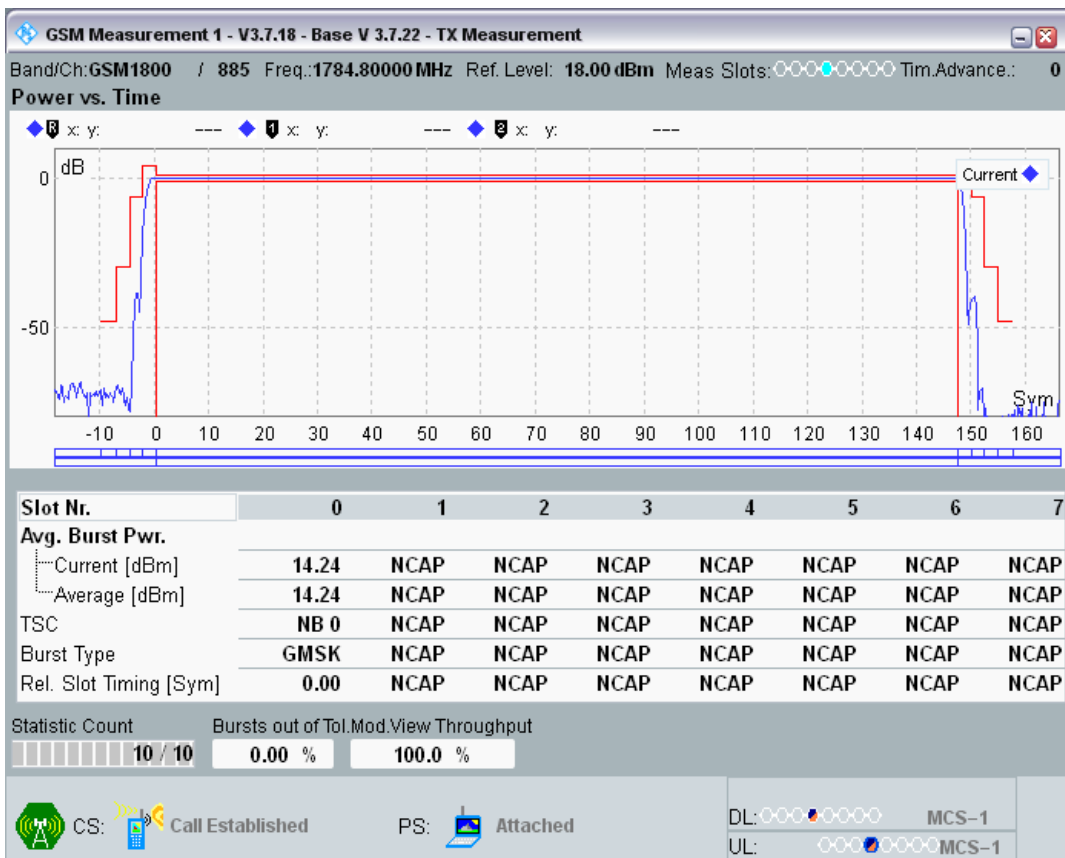 GSM Measurement 1 - V3.7.18 - Base V 3.7.22 - TX Measurement
Band/Ch:GSM1800 / 885 Freq.:1784.80000 MHz Ref. Level: 18.00 dBm Meas Slots: Tim.Advance.: 0
Power vs. Time
R x: y: --- 1 x: y: --- 2 x: y: ---
dB
0
Current
-50
Sym
-10 0 10 20 30 40 50 60 70 80 90 100 110 120 130 140 150 160
Slot Nr. 0 1 2 3 4 5 6 7
Avg. Burst Pwr.
Current [dBm] 14.24 NCAP NCAP NCAP NCAP NCAP NCAP NCAP
Average [dBm] 14.24 NCAP NCAP NCAP NCAP NCAP NCAP NCAP
TSC NB 0 NCAP NCAP NCAP NCAP NCAP NCAP NCAP
Burst Type GMSK NCAP NCAP NCAP NCAP NCAP NCAP NCAP
Rel. Slot Timing [Sym] 0.00 NCAP NCAP NCAP NCAP NCAP NCAP NCAP
Statistic Count Bursts out of Tol.Mod.View Throughput
10 / 10 0.00 % 100.0 %
CS: Call Established PS: Attached
DL: MCS-1
UL: MCS-1